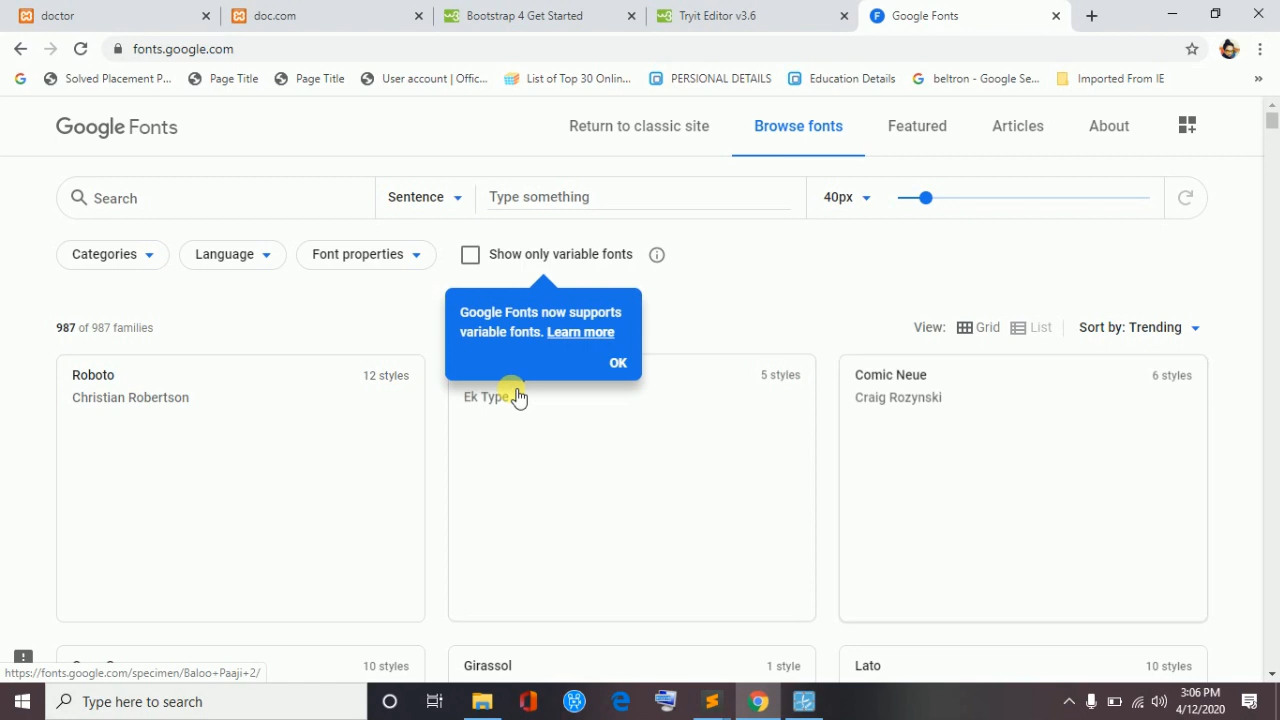 doctor
doc.com
Bootstrap 4 Get Started
Tryit Editor v3.6
Google Fonts
fonts.google.com
Solved Placement P...
Page Title
Page Title
User account | Offic...
List of Top 30 Onlin...
PERSIONAL DETAILS
Education Details
beltron - Google Se...
Imported From IE
Google Fonts
Return to classic site
Browse fonts
Featured
Articles
About
Search
Sentence
Type something
40px
Categories
Language
Font properties
Show only variable fonts
Google Fonts now supports
variable fonts. Learn more
OK
987 of 987 families
View:
Grid
List
Sort by: Trending
Roboto
12 styles
Christian Robertson
5 styles
Ek Type
Comic Neue
6 styles
Craig Rozynski
10 styles
Girassol
1 style
Lato
10 styles
https://fonts.google.com/specimen/Baloo+Paaji+2/
Type here to search
3:06 PM
4/12/2020